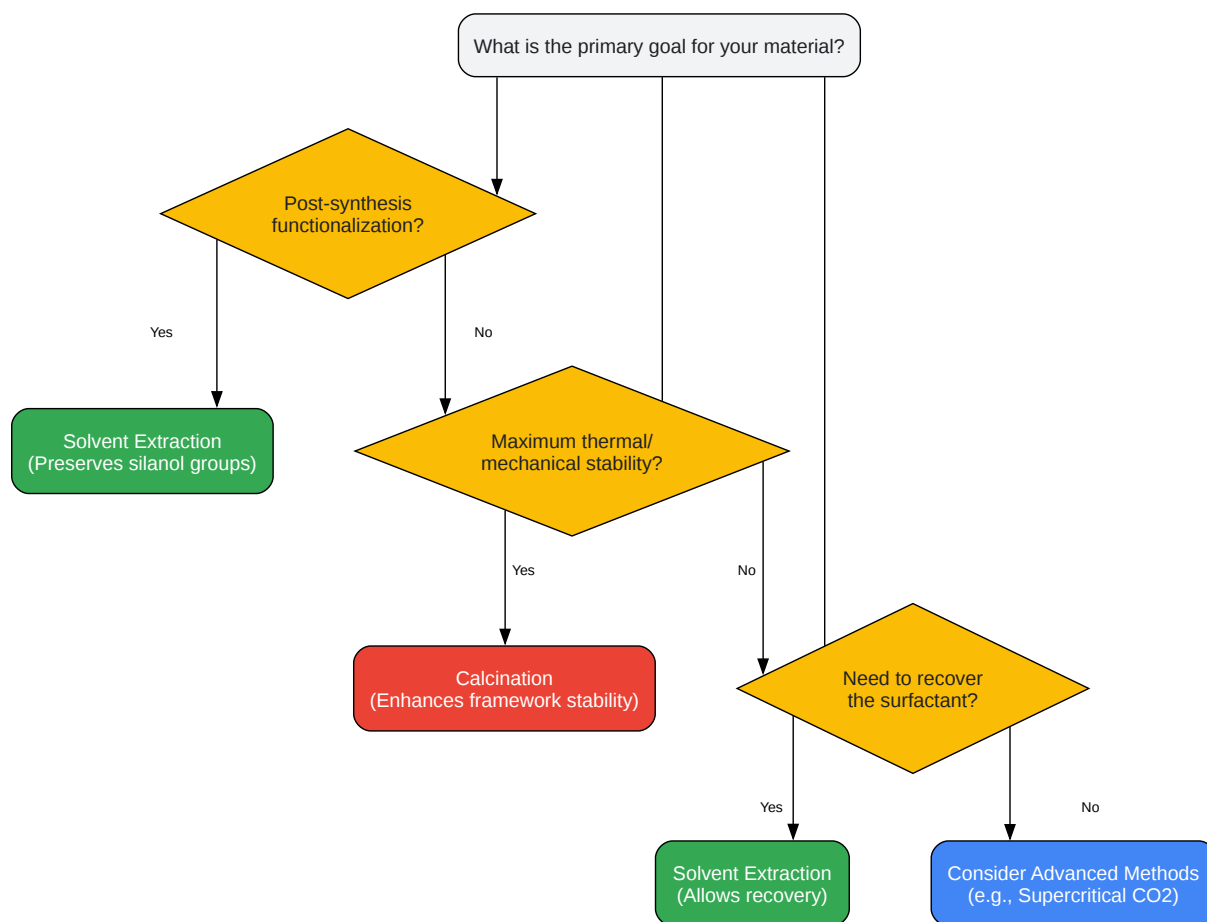 What is the primary goal for your material?
Post-synthesis
functionalization?
Yes
No
Solvent Extraction
(Preserves silanol groups)
Maximum thermal/
mechanical stability?
Yes
No
Calcination
(Enhances framework stability)
Need to recover
the surfactant?
Yes
No
Solvent Extraction
(Allows recovery)
Consider Advanced Methods
(e.g., Supercritical CO2)